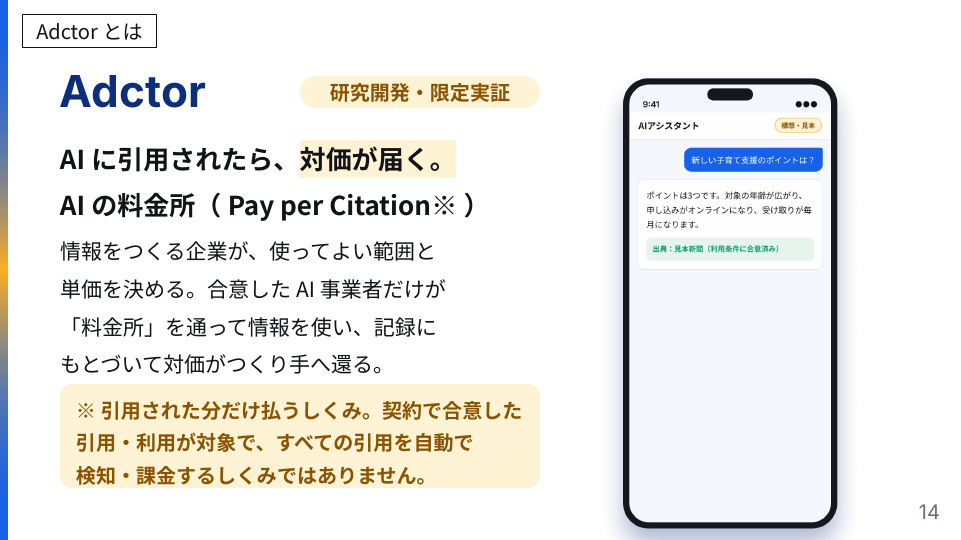 Adctor とは
Adctor
研究開発・限定実証
AI に引用されたら、対価が届く。
AI の料金所（ Pay per Citation※ ）
情報をつくる企業が、使ってよい範囲と
単価を決める。合意した AI 事業者だけが
「料金所」を通って情報を使い、記録に
もとづいて対価がつくり手へ還る。
※ 引用された分だけ払うしくみ。契約で合意した
引用・利用が対象で、すべての引用を自動で
検知・課金するしくみではありません。
9:41
AIアシスタント
構想・見本
新しい子育て支援のポイントは？
ポイントは3つです。対象の年齢が広がり、
申し込みがオンラインになり、受け取りが毎
月になります。
出典：見本新聞（利用条件に合意済み）
14